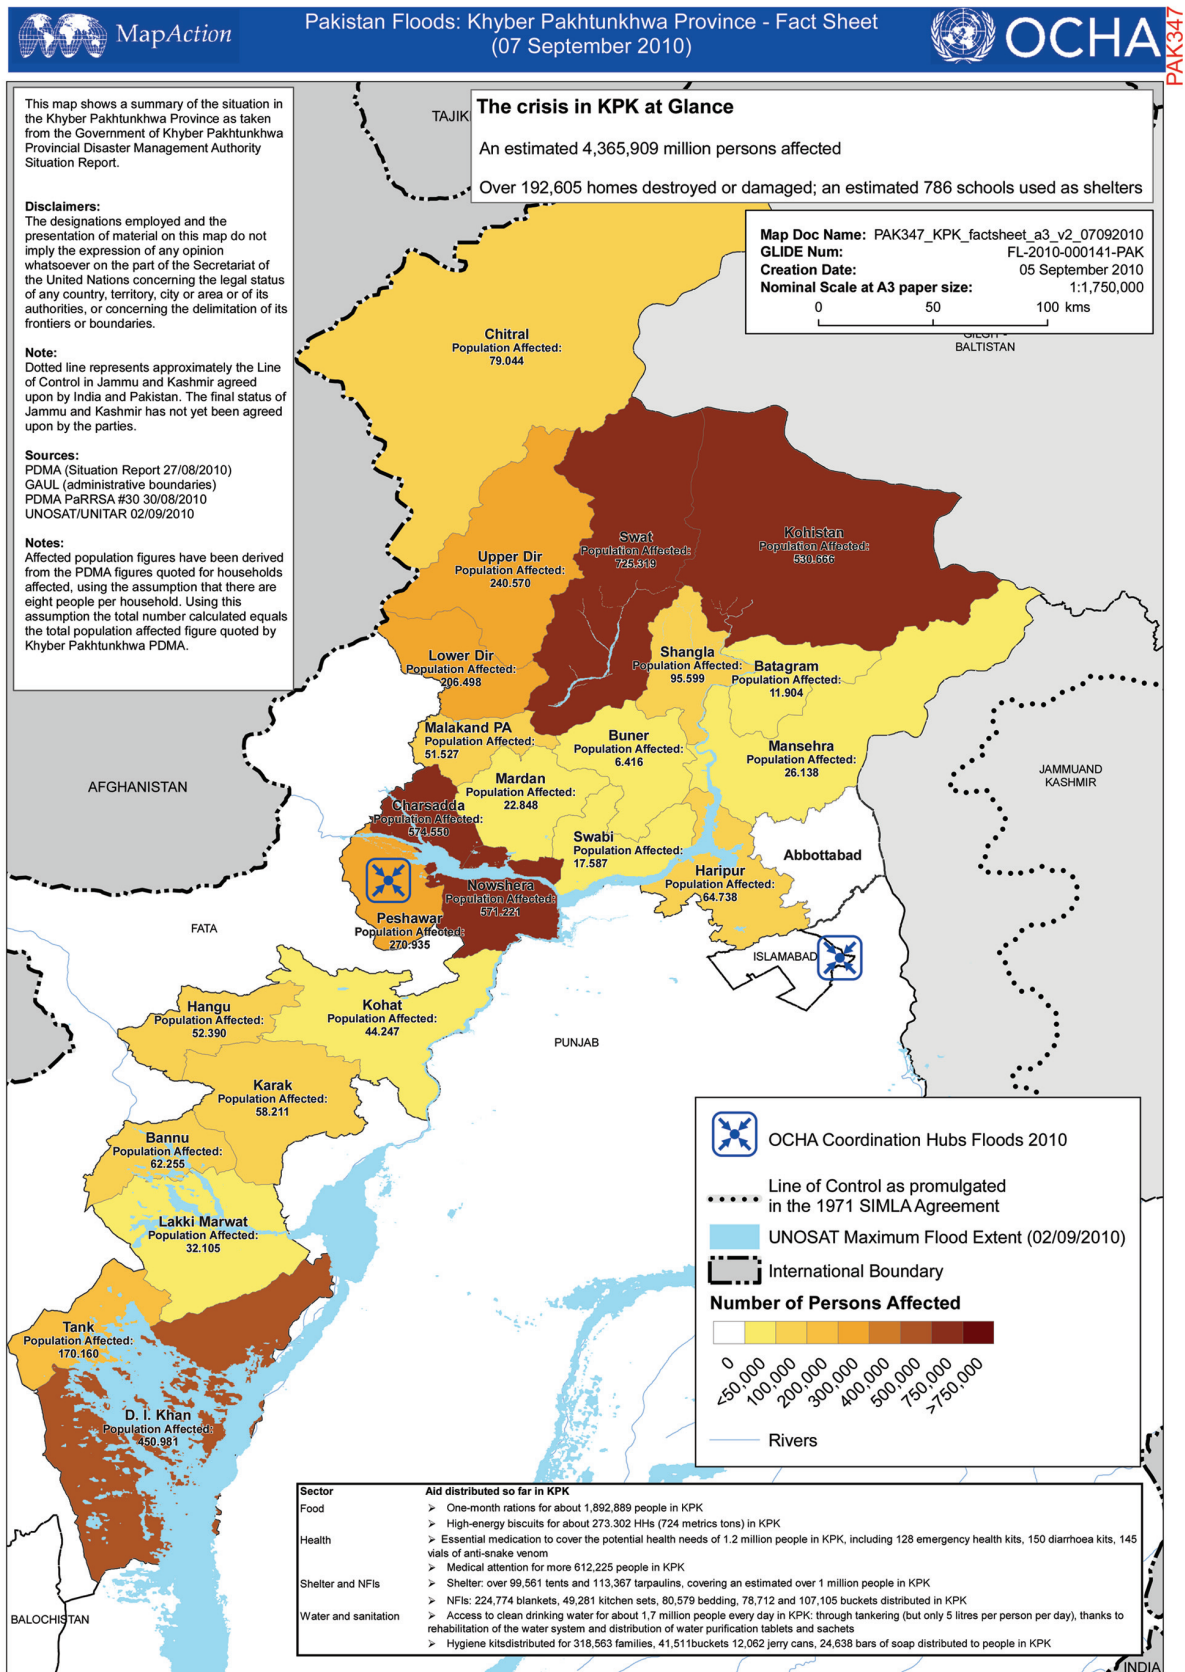 MapAction
Pakistan Floods: Khyber Pakhtunkhwa Province - Fact Sheet
(07 September 2010)
OCHA
PAK347
This map shows a summary of the situation in
the Khyber Pakhtunkhwa Province as taken
from the Government of Khyber Pakhtunkhwa
Provincial Disaster Management Authority
Situation Report.
Disclaimers:
The designations employed and the
presentation of material on this map do not
imply the expression of any opinion
whatsoever on the part of the Secretariat of
the United Nations concerning the legal status
of any country, territory, city or area or of its
authorities, or concerning the delimitation of its
frontiers or boundaries.
Note:
Dotted line represents approximately the Line
of Control in Jammu and Kashmir agreed
upon by India and Pakistan. The final status of
Jammu and Kashmir has not yet been agreed
upon by the parties.
Sources:
PDMA (Situation Report 27/08/2010)
GAUL (administrative boundaries)
PDMA PaRRSA #30 30/08/2010
UNOSAT/UNITAR 02/09/2010
Notes:
Affected population figures have been derived
from the PDMA figures quoted for households
affected, using the assumption that there are
eight people per household. Using this
assumption the total number calculated equals
the total population affected figure quoted by
Khyber Pakhtunkhwa PDMA.
TAJIK
The crisis in KPK at Glance
An estimated 4,365,909 million persons affected
Over 192,605 homes destroyed or damaged; an estimated 786 schools used as shelters
Map Doc Name: PAK347_KPK_factsheet_a3_v2_07092010
GLIDE Num: FL-2010-000141-PAK
Creation Date: 05 September 2010
Nominal Scale at A3 paper size: 1:1,750,000
0 50 100 kms
BALTISTAN
Chitral
Population Affected:
79.044
Swat
Population Affected:
725.319
Kohistan
Population Affected:
530.666
Upper Dir
Population Affected:
240.570
Lower Dir
Population Affected:
206.498
Shangla
Population Affected:
95.599
Batagram
Population Affected:
11.904
Malakand PA
Population Affected:
51.527
Buner
Population Affected:
6.416
Mansehra
Population Affected:
26.138
JAMMUAND
KASHMIR
AFGHANISTAN
Mardan
Population Affected:
22.848
Charsadda
Population Affected:
574.550
Swabi
Population Affected:
17.587
Abbottabad
Haripur
Population Affected:
64.738
Nowshera
Population Affected:
571.221
Peshawar
Population Affected:
270.935
FATA
ISLAMABAD
Hangu
Population Affected:
52.390
Kohat
Population Affected:
44.247
PUNJAB
Karak
Population Affected:
58.211
Bannu
Population Affected:
62.255
Lakki Marwat
Population Affected:
32.105
Tank
Population Affected:
170.160
D. I. Khan
Population Affected:
450.981
BALOCHISTAN
INDIA
OCHA Coordination Hubs Floods 2010
Line of Control as promulgated
in the 1971 SIMLA Agreement
UNOSAT Maximum Flood Extent (02/09/2010)
International Boundary
Number of Persons Affected
0 <50,000 100,000 200,000 300,000 400,000 500,000 750,000 >750,000
Rivers
Sector Aid distributed so far in KPK
Food ➢ One-month rations for about 1,892,889 people in KPK
➢ High-energy biscuits for about 273.302 HHs (724 metrics tons) in KPK
Health ➢ Essential medication to cover the potential health needs of 1.2 million people in KPK, including 128 emergency health kits, 150 diarrhoea kits, 145
vials of anti-snake venom
➢ Medical attention for more 612,225 people in KPK
Shelter and NFIs ➢ Shelter: over 99,561 tents and 113,367 tarpaulins, covering an estimated over 1 million people in KPK
➢ NFIs: 224,774 blankets, 49,281 kitchen sets, 80,579 bedding, 78,712 and 107,105 buckets distributed in KPK
Water and sanitation ➢ Access to clean drinking water for about 1,7 million people every day in KPK: through tankering (but only 5 litres per person per day), thanks to
rehabilitation of the water system and distribution of water purification tablets and sachets
➢ Hygiene kitsdistributed for 318,563 families, 41,511buckets 12,062 jerry cans, 24,638 bars of soap distributed to people in KPK